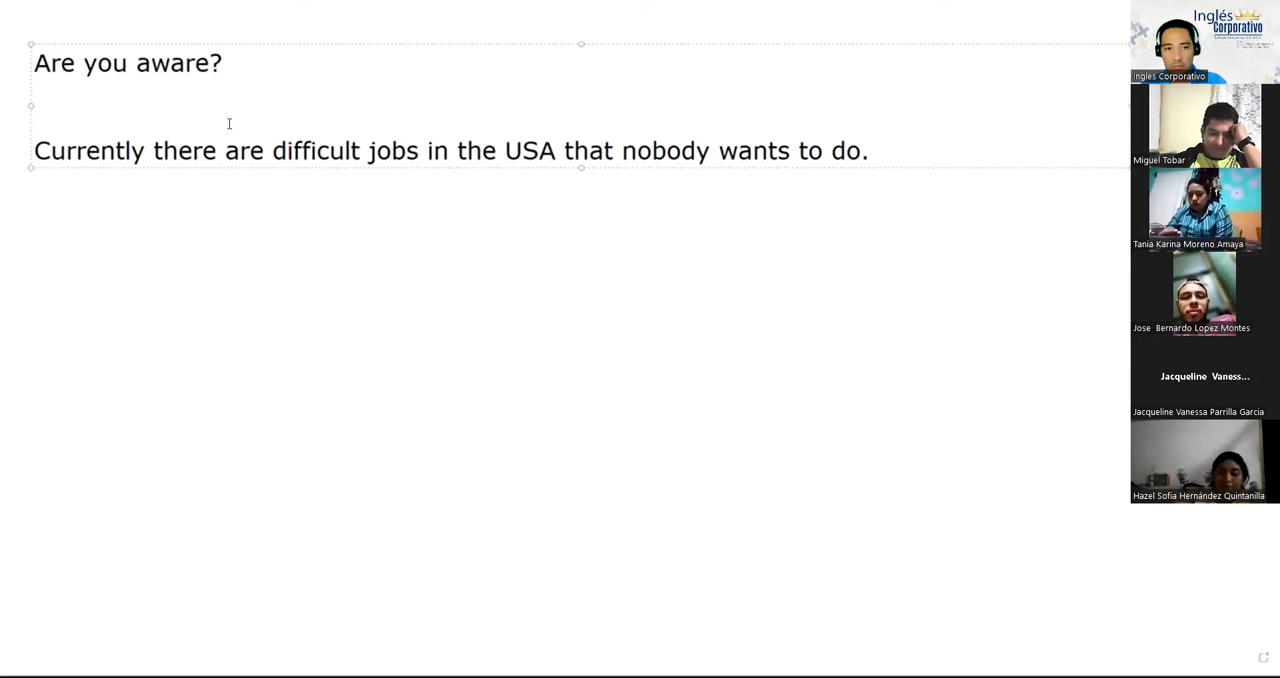 Are you aware?
Currently there are difficult jobs in the USA that nobody wants to do.
Inglés
Corporativo
Ingles Corporativo
Miguel Tobar
Tania Karina Moreno Amaya
Jose Bernardo Lopez Montes
Jacqueline Vaness...
Jacqueline Vanessa Parrilla Garcia
Hazel Sofia Hernández Quintanilla